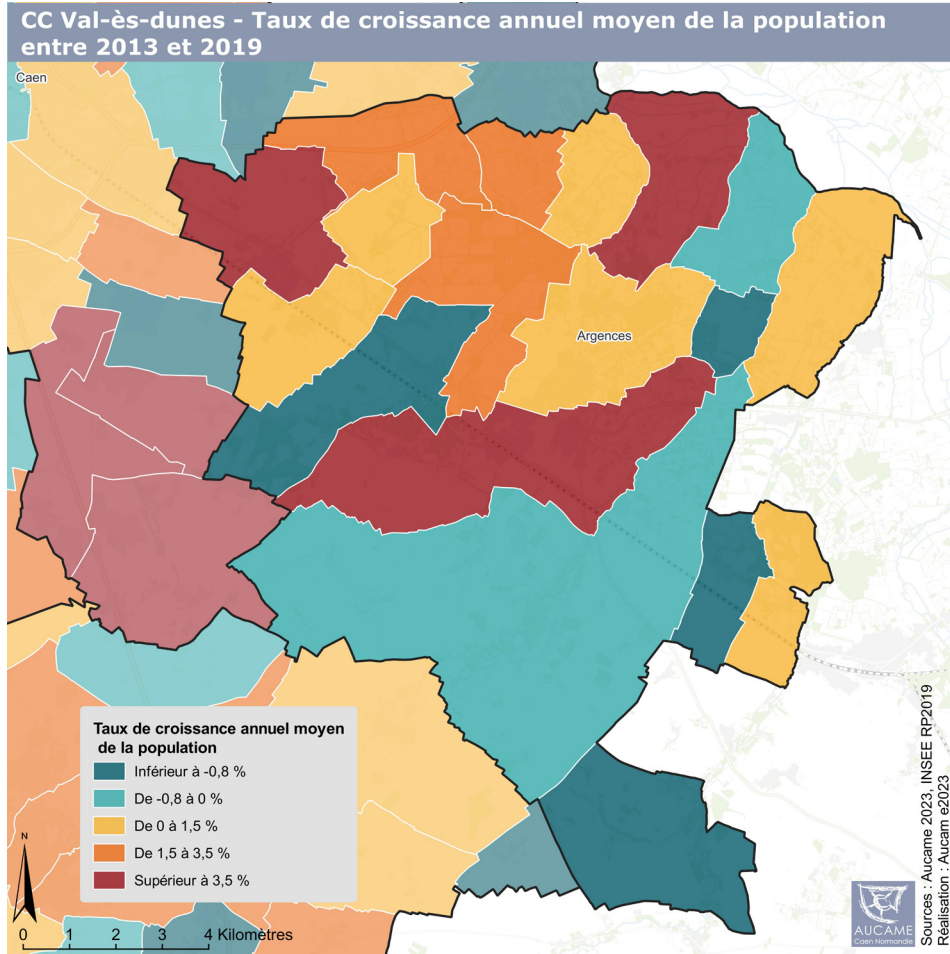 CC Val-ès-dunes - Taux de croissance annuel moyen de la population
entre 2013 et 2019
Caen
Argences
Taux de croissance annuel moyen
de la population
Inférieur à -0,8 %
De -0,8 à 0 %
De 0 à 1,5 %
De 1,5 à 3,5 %
Supérieur à 3,5 %
N
0 1 2 3 4 Kilomètres
Sources : Aucame 2023, INSEE RP2019
Réalisation : Aucam e2023
AUCAME
Caen Normandie